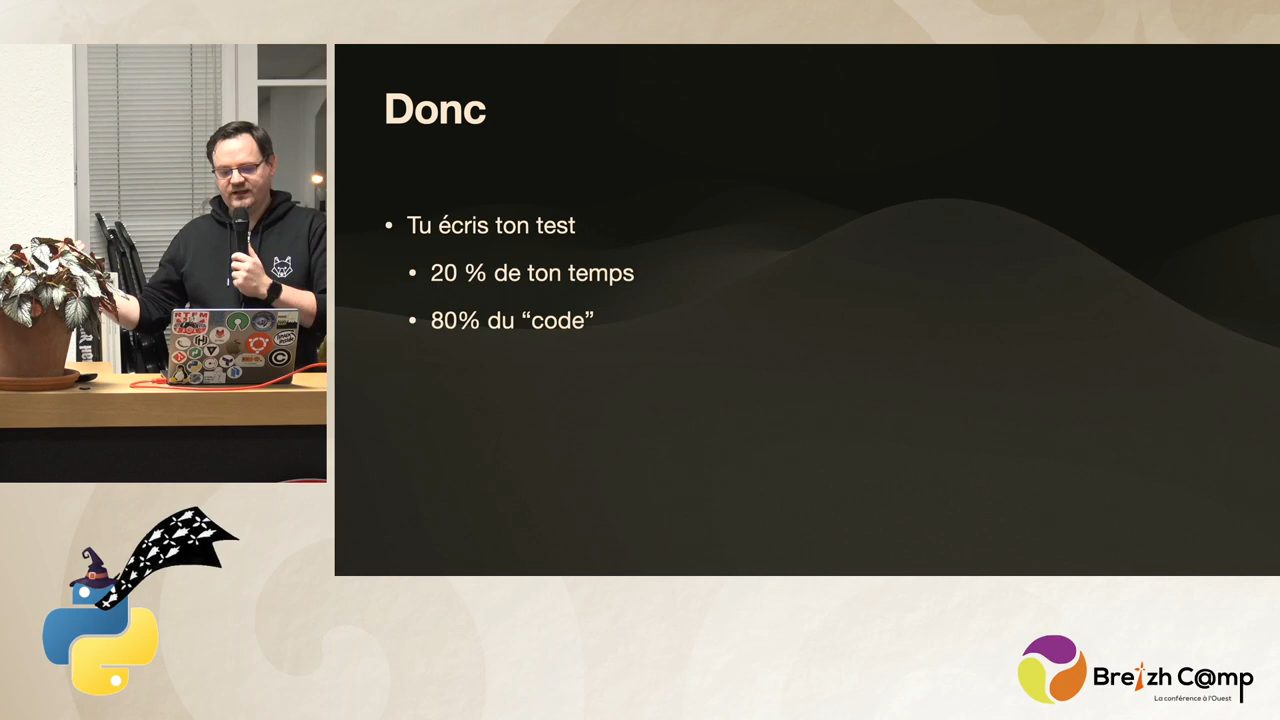 Donc
• Tu écris ton test
• 20 % de ton temps
• 80% du “code”
Breizh C@mp
La conférence à l'Ouest